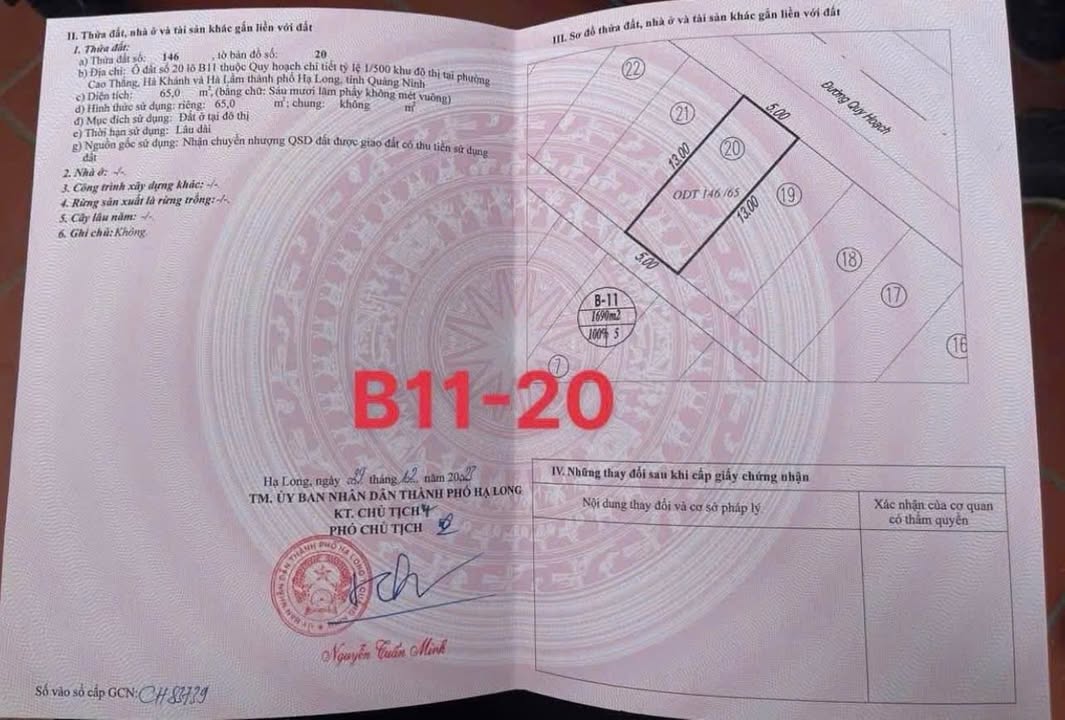 II. Thửa đất, nhà ở và tài sản khác gắn liền với đất
1. Thửa đất:
a) Thửa đất số: 146 , tờ bản đồ số: 20
b) Địa chỉ: Ô đất số 20 lô B11 thuộc Quy hoạch chi tiết tỷ lệ 1/500 khu đô thị tại phường
Cao Thắng, Hà Khánh và Hà Lầm thành phố Hạ Long, tỉnh Quảng Ninh
c) Diện tích: 65,0 m², (bằng chữ: Sáu mươi lăm phẩy không mét vuông)
d) Hình thức sử dụng: riêng: 65,0 m²; chung: không m²
đ) Mục đích sử dụng: Đất ở tại đô thị
e) Thời hạn sử dụng: Lâu dài
g) Nguồn gốc sử dụng: Nhận chuyển nhượng QSD đất được giao đất có thu tiền sử dụng
đất
2. Nhà ở: -/-
3. Công trình xây dựng khác: -/-
4. Rừng sản xuất là rừng trồng: -/-.
5. Cây lâu năm: -/-.
6. Ghi chú: Không.
B11-20
Hạ Long, ngày tháng năm
TM. ỦY BAN NHÂN DÂN THÀNH PHỐ HẠ LONG
KT. CHỦ TỊCH
PHÓ CHỦ TỊCH
Nguyễn Tuấn Minh
Số vào sổ cấp GCN: CH 83739
III. Sơ đồ thửa đất, nhà ở và tài sản khác gắn liền với đất
Đường Quy Hoạch
22
21
5.00
20
13.00
ODT 146/65
13.00
19
5.00
18
17
16
B-11
1690m2
100% 5
7
IV. Những thay đổi sau khi cấp giấy chứng nhận
Nội dung thay đổi và cơ sở pháp lý
Xác nhận của cơ quan
có thẩm quyền